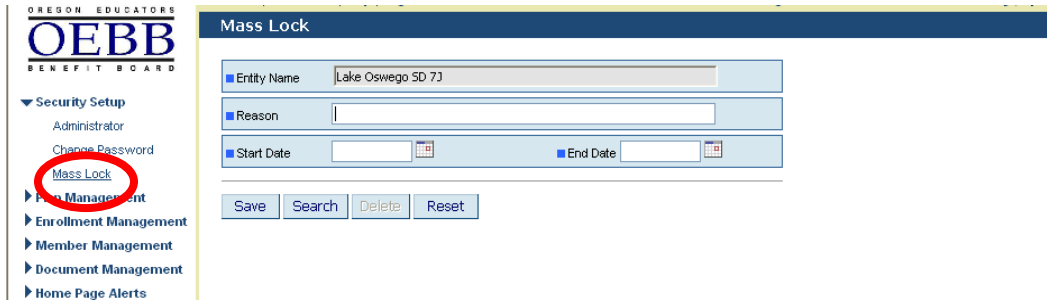 OREGON EDUCATORS
OEBB
BENEFIT BOARD
Security Setup
Administrator
Change Password
Mass Lock
Plan Management
Enrollment Management
Member Management
Document Management
Home Page Alerts
Mass Lock
Entity Name Lake Oswego SD 7J
Reason
Start Date End Date
Save Search Delete Reset